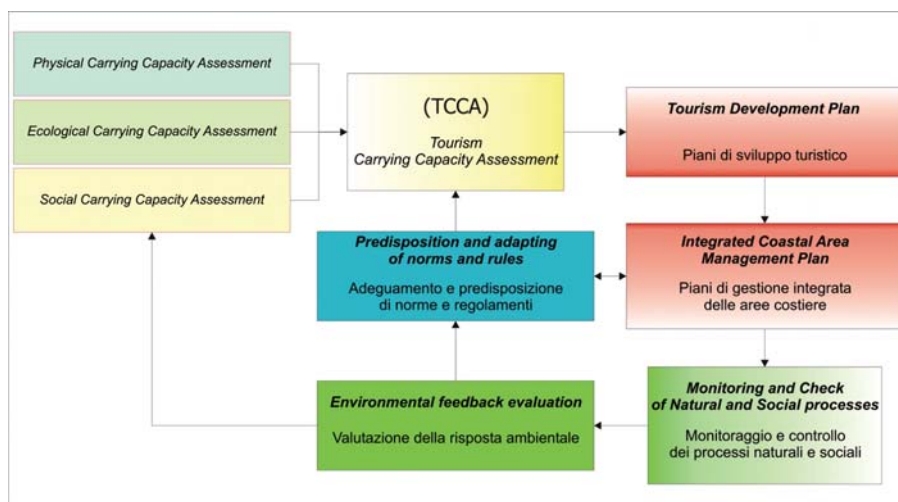 Physical Carrying Capacity Assessment
Ecological Carrying Capacity Assessment
Social Carrying Capacity Assessment
(TCCA)
Tourism
Carrying Capacity Assessment
Tourism Development Plan
Piani di sviluppo turistico
Predisposition and adapting
of norms and rules
Adeguamento e predisposizione
di norme e regolamenti
Integrated Coastal Area
Management Plan
Piani di gestione integrata
delle aree costiere
Environmental feedback evaluation
Valutazione della risposta ambientale
Monitoring and Check
of Natural and Social processes
Monitoraggio e controllo
dei processi naturali e sociali